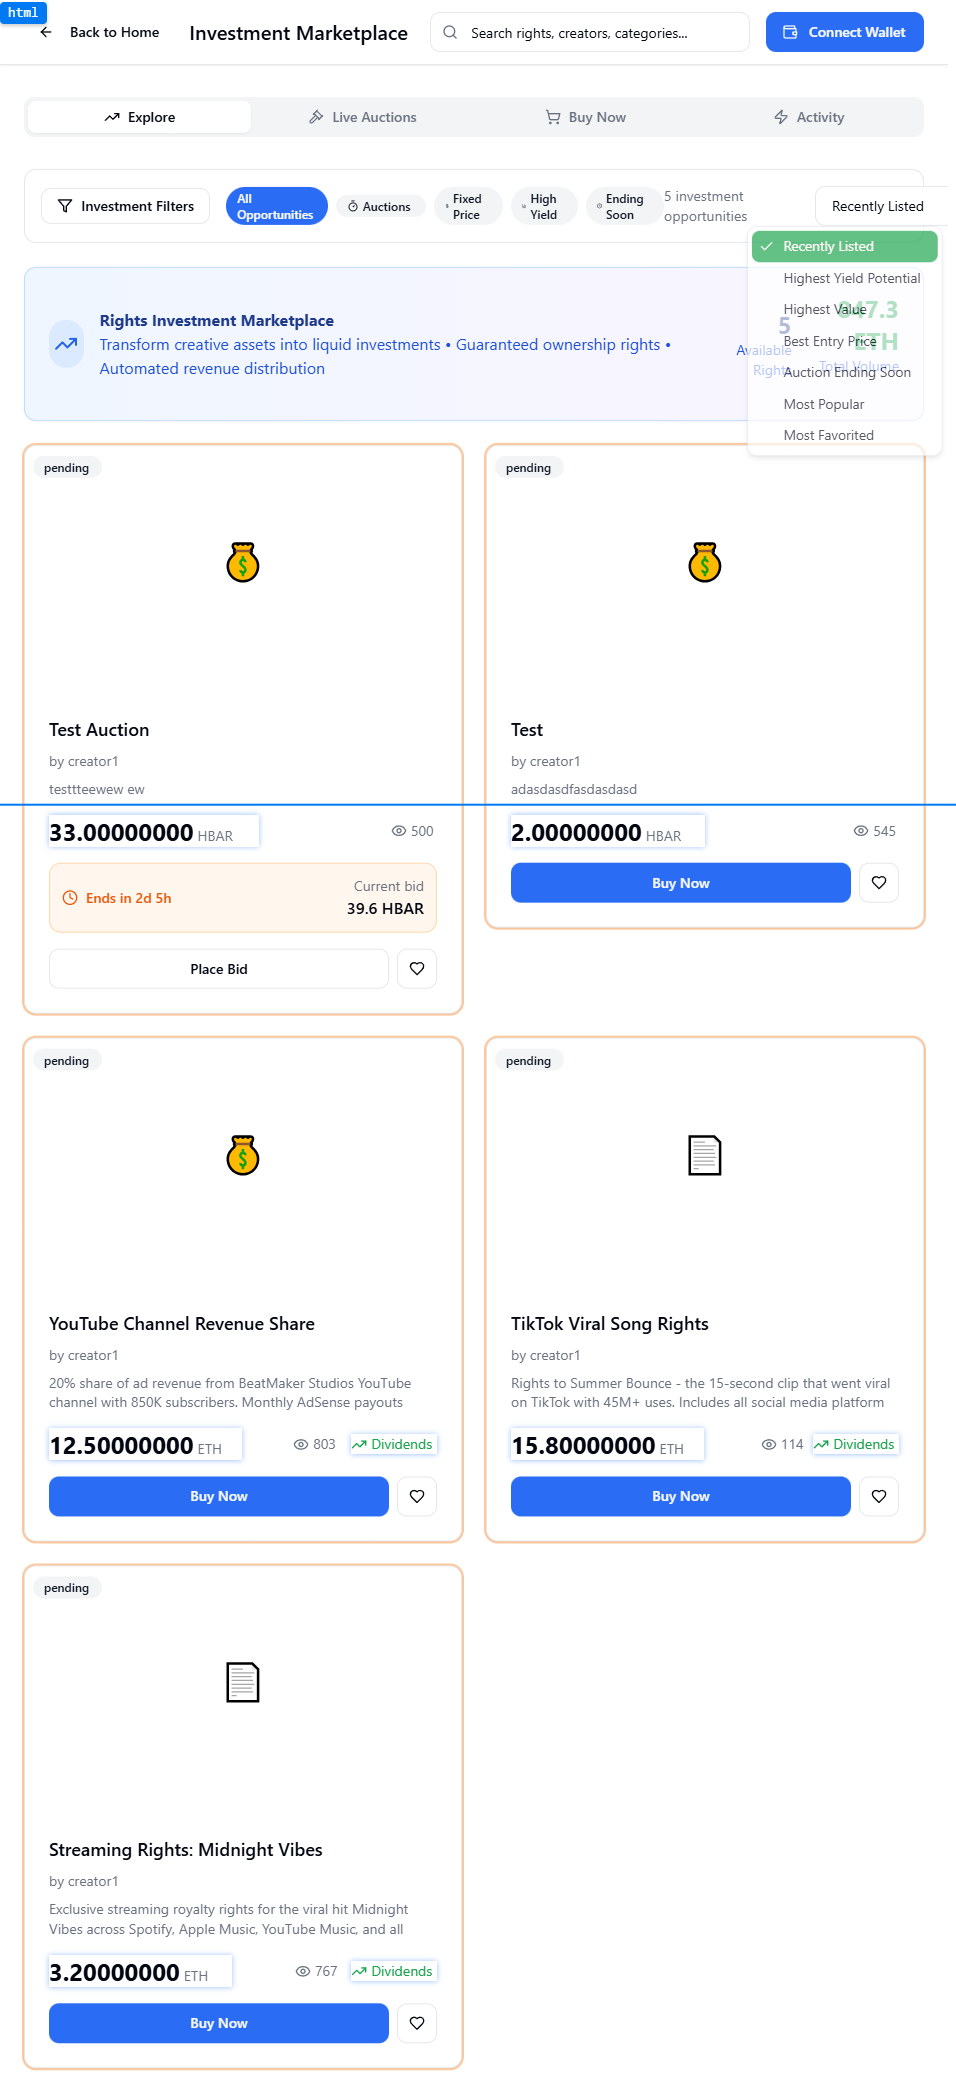 html
Back to Home
Investment Marketplace
Search rights, creators, categories...
Connect Wallet
Explore
Live Auctions
Buy Now
Activity
Investment Filters
All
Opportunities
Auctions
Fixed
Price
High
Yield
Ending
Soon
5 investment
opportunities
Recently Listed
Recently Listed
Highest Yield Potential
Highest Value
Best Entry Price
Auction Ending Soon
Most Popular
Most Favorited
Rights Investment Marketplace
Transform creative assets into liquid investments • Guaranteed ownership rights •
Automated revenue distribution
5
Available
Rights
847.3
ETH
Total Volume
pending
Test Auction
by creator1
testtteewew ew
33.00000000 HBAR
500
Ends in 2d 5h
Current bid
39.6 HBAR
Place Bid
pending
Test
by creator1
adasdasdfasdasdasd
2.00000000 HBAR
545
Buy Now
pending
YouTube Channel Revenue Share
by creator1
20% share of ad revenue from BeatMaker Studios YouTube
channel with 850K subscribers. Monthly AdSense payouts
12.50000000 ETH
803
Dividends
Buy Now
pending
TikTok Viral Song Rights
by creator1
Rights to Summer Bounce - the 15-second clip that went viral
on TikTok with 45M+ uses. Includes all social media platform
15.80000000 ETH
114
Dividends
Buy Now
pending
Streaming Rights: Midnight Vibes
by creator1
Exclusive streaming royalty rights for the viral hit Midnight
Vibes across Spotify, Apple Music, YouTube Music, and all
3.20000000 ETH
767
Dividends
Buy Now